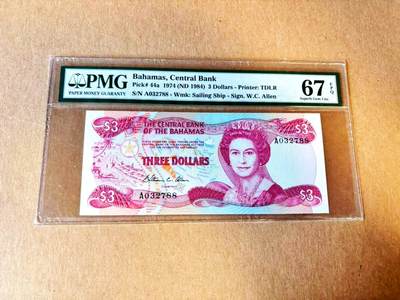 PMG
PAPER MONEY GUARANTY
Bahamas, Central Bank
Pick# 44a 1974 (ND 1984) 3 Dollars - Printer: TDLR
S/N A032788 - Wmk: Sailing Ship - Sign. W.C. Allen
67 EPQ
Superb Gem Unc
$3
THE CENTRAL BANK
OF THE BAHAMAS
$3
A032788
THREE DOLLARS
A032788
$3
$3